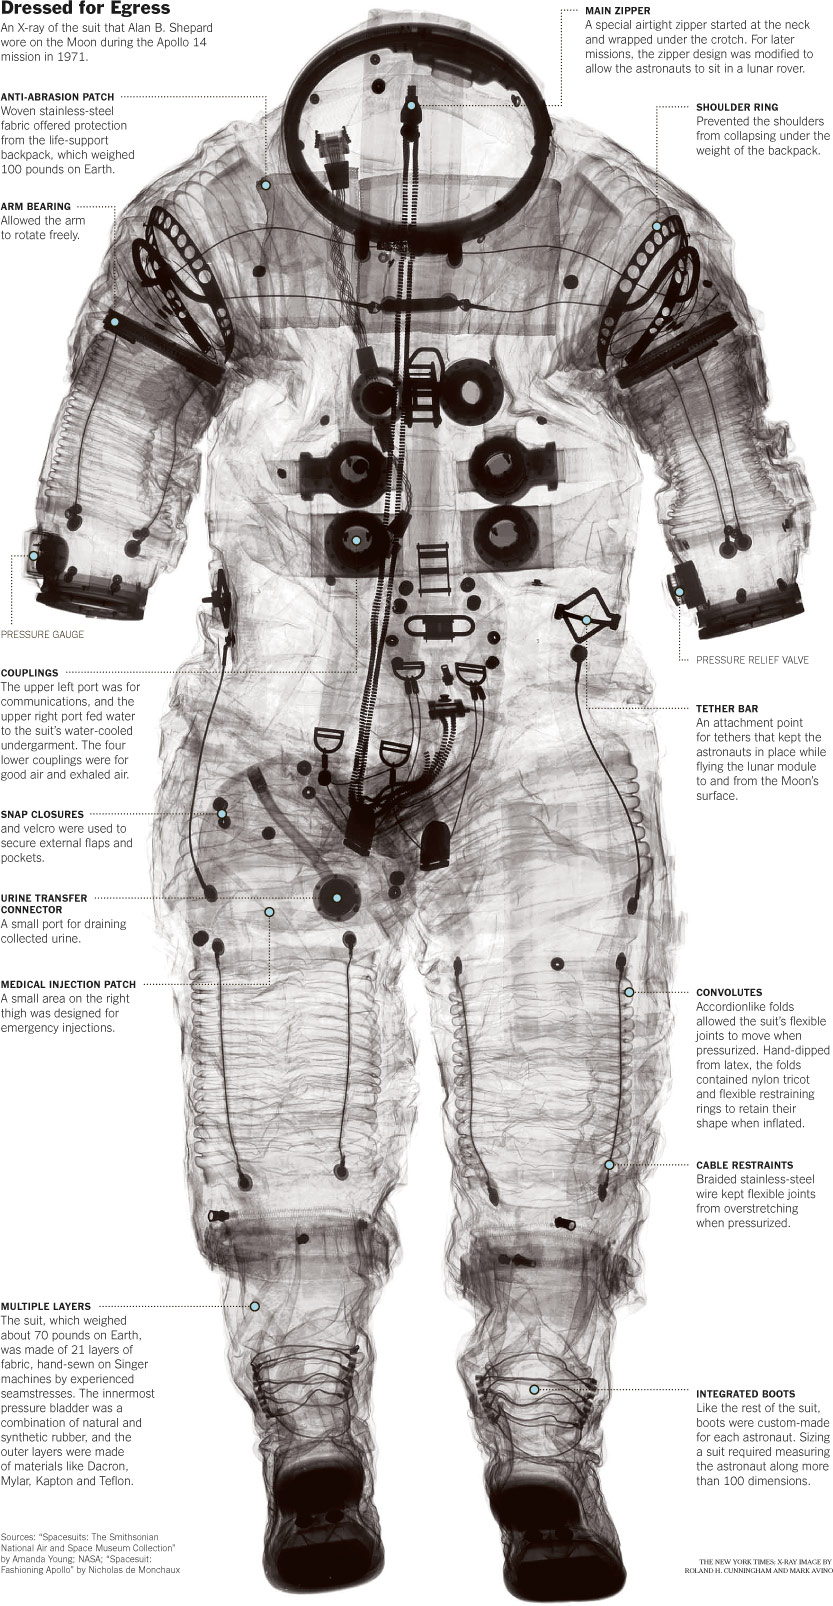 Dressed for Egress
An X-ray of the suit that Alan B. Shepard
wore on the Moon during the Apollo 14
mission in 1971.
MAIN ZIPPER
A special airtight zipper started at the neck
and wrapped under the crotch. For later
missions, the zipper design was modified to
allow the astronauts to sit in a lunar rover.
ANTI-ABRASION PATCH
Woven stainless-steel
fabric offered protection
from the life-support
backpack, which weighed
100 pounds on Earth.
SHOULDER RING
Prevented the shoulders
from collapsing under the
weight of the backpack.
ARM BEARING
Allowed the arm
to rotate freely.
PRESSURE GAUGE
PRESSURE RELIEF VALVE
COUPLINGS
The upper left port was for
communications, and the
upper right port fed water
to the suit's water-cooled
undergarment. The four
lower couplings were for
good air and exhaled air.
TETHER BAR
An attachment point
for tethers that kept the
astronauts in place while
flying the lunar module
to and from the Moon's
surface.
SNAP CLOSURES
and velcro were used to
secure external flaps and
pockets.
URINE TRANSFER
CONNECTOR
A small port for draining
collected urine.
MEDICAL INJECTION PATCH
A small area on the right
thigh was designed for
emergency injections.
CONVOLUTES
Accordionlike folds
allowed the suit's flexible
joints to move when
pressurized. Hand-dipped
from latex, the folds
contained nylon tricot
and flexible restraining
rings to retain their
shape when inflated.
CABLE RESTRAINTS
Braided stainless-steel
wire kept flexible joints
from overstretching
when pressurized.
MULTIPLE LAYERS
The suit, which weighed
about 70 pounds on Earth,
was made of 21 layers of
fabric, hand-sewn on Singer
machines by experienced
seamstresses. The innermost
pressure bladder was a
combination of natural and
synthetic rubber, and the
outer layers were made
of materials like Dacron,
Mylar, Kapton and Teflon.
INTEGRATED BOOTS
Like the rest of the suit,
boots were custom-made
for each astronaut. Sizing
a suit required measuring
the astronaut along more
than 100 dimensions.
Sources: "Spacesuits: The Smithsonian
National Air and Space Museum Collection"
by Amanda Young; NASA; "Spacesuit:
Fashioning Apollo" by Nicholas de Monchaux
THE NEW YORK TIMES; X-RAY IMAGE BY
ROLAND H. CUNNINGHAM AND MARK AVINO